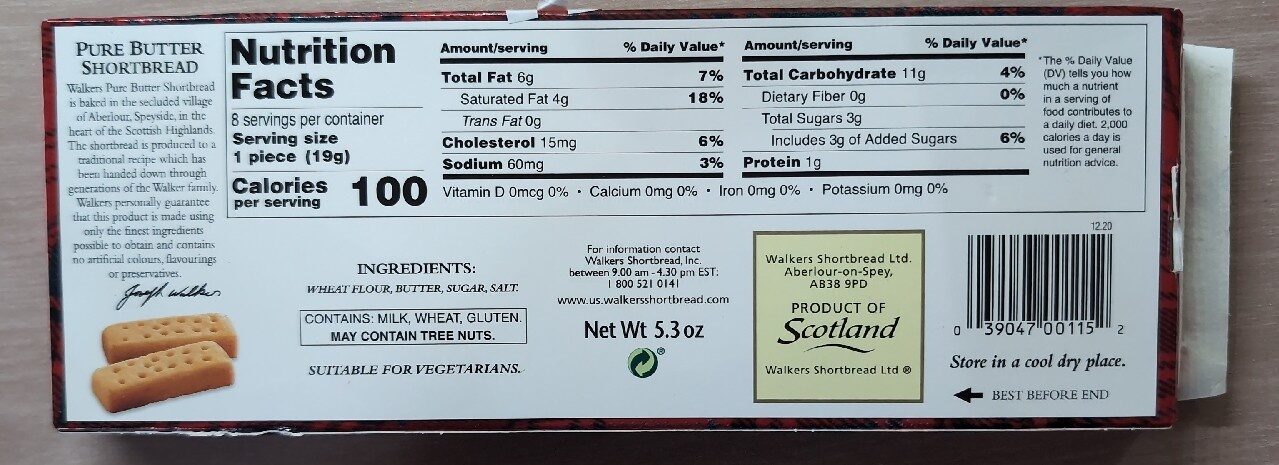 PURE BUTTER
SHORTBREAD
Walkers Pure Butter Shortbread
is baked in the secluded village
of Aberlour, Speyside, in the
heart of the Scottish Highlands.
The shortbread is produced to a
traditional recipe which has
been handed down through
generations of the Walker family.
Walkers personally guarantee
that this product is made using
only the finest ingredients
possible to obtain and contains
no artificial colours, flavourings
or preservatives.
Joseph Walker
Nutrition
Facts
8 servings per container
Serving size
1 piece (19g)
Calories
per serving 100
Amount/serving % Daily Value*
Total Fat 6g 7%
Saturated Fat 4g 18%
Trans Fat 0g
Cholesterol 15mg 6%
Sodium 60mg 3%
Amount/serving % Daily Value*
Total Carbohydrate 11g 4%
Dietary Fiber 0g 0%
Total Sugars 3g
Includes 3g of Added Sugars 6%
Protein 1g
Vitamin D 0mcg 0% • Calcium 0mg 0% • Iron 0mg 0% • Potassium 0mg 0%
*The % Daily Value
(DV) tells you how
much a nutrient
in a serving of
food contributes to
a daily diet. 2,000
calories a day is
used for general
nutrition advice.
INGREDIENTS:
WHEAT FLOUR, BUTTER, SUGAR, SALT.
CONTAINS: MILK, WHEAT, GLUTEN.
MAY CONTAIN TREE NUTS.
SUITABLE FOR VEGETARIANS.
For information contact
Walkers Shortbread, Inc.
between 9.00 am - 4.30 pm EST:
1 800 521 0141
www.us.walkersshortbread.com
Net Wt 5.3 oz
®
Walkers Shortbread Ltd.
Aberlour-on-Spey,
AB38 9PD
PRODUCT OF
Scotland
Walkers Shortbread Ltd ®
12.20
0 39047 00115 2
Store in a cool dry place.
BEST BEFORE END